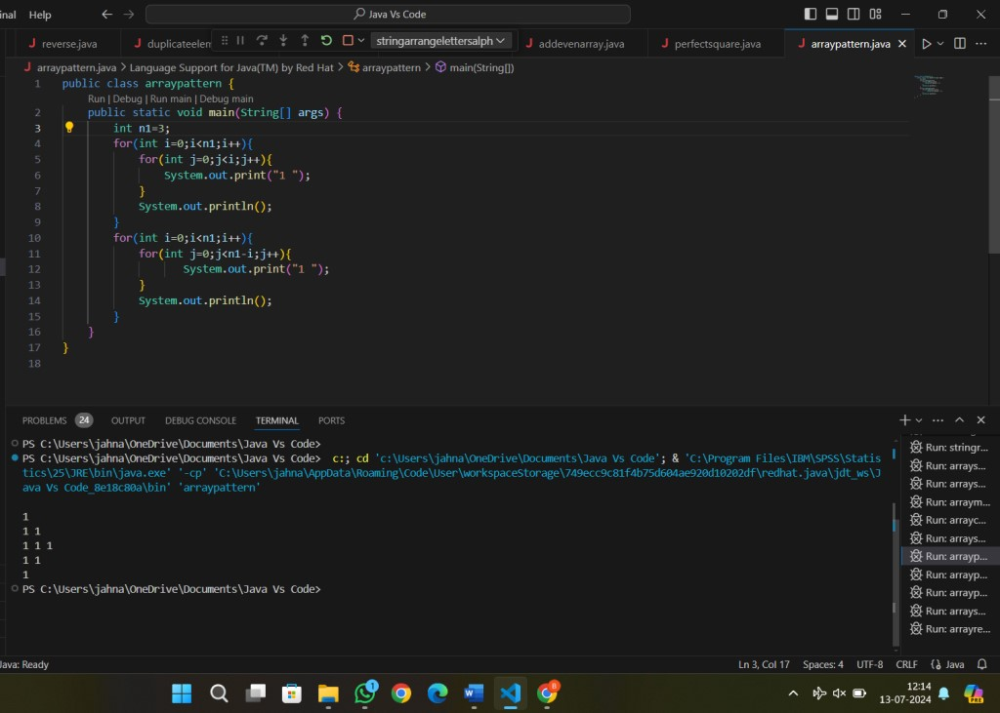 nal Help Java Vs Code
reverse.java duplicateelen stringarrangelettersalph addevenarray.java perfectsquare.java arraypattern.java
arraypattern.java > Language Support for Java(TM) by Red Hat > arraypattern > main(String[])
1 public class arraypattern {
Run | Debug | Run main | Debug main
2 public static void main(String[] args) {
3 int n1=3;
4 for(int i=0;i<n1;i++){
5 for(int j=0;j<i;j++){
6 System.out.print("1 ");
7 }
8 System.out.println();
9 }
10 for(int i=0;i<n1;i++){
11 for(int j=0;j<n1-i;j++){
12 System.out.print("1 ");
13 }
14 System.out.println();
15 }
16 }
17 }
18
PROBLEMS 24 OUTPUT DEBUG CONSOLE TERMINAL PORTS
PS C:\Users\jahna\OneDrive\Documents\Java Vs Code>
PS C:\Users\jahna\OneDrive\Documents\Java Vs Code> c:; cd 'c:\Users\jahna\OneDrive\Documents\Java Vs Code'; & 'C:\Program Files\IBM\SPSS\Statis
tics\25\JRE\bin\java.exe' '-cp' 'C:\Users\jahna\AppData\Roaming\Code\User\workspaceStorage\749ecc9c81f4b75d604ae920d10202df\redhat.java\jdt_ws\J
ava Vs Code_8e18c80a\bin' 'arraypattern'
1
1 1
1 1 1
1 1
1
PS C:\Users\jahna\OneDrive\Documents\Java Vs Code>
Run: stringr...
Run: arrays...
Run: arrays...
Run: arraym...
Run: arrayc...
Run: arrays...
Run: arrayp...
Run: arrayp...
Run: arrayp...
Run: arrays...
Run: arrayre...
Java: Ready Ln 3, Col 17 Spaces: 4 UTF-8 CRLF {} Java
1 8 12:14
13-07-2024 PRE